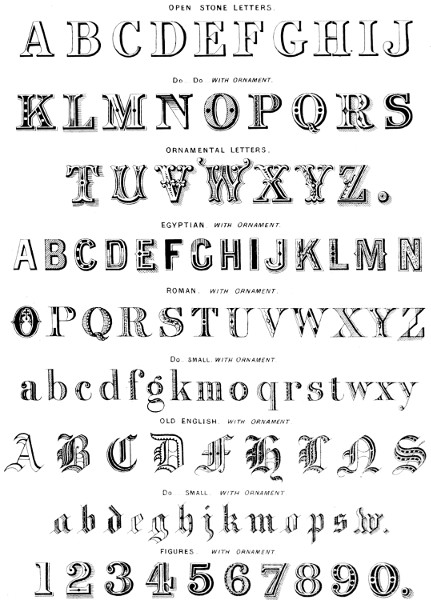 OPEN STONE LETTERS.
A B C D E F G H I J
Do. Do. WITH ORNAMENT.
K L M N O P Q R S
ORNAMENTAL LETTERS.
T U V W X Y Z .
EGYPTIAN WITH ORNAMENT.
A B C D E F G H I J K L M N
ROMAN. WITH ORNAMENT.
O P Q R S T U V W X Y Z
Do. SMALL. WITH ORNAMENT
a b c d f g k m o q r s t w x y
OLD ENGLISH. WITH ORNAMENT
A B C D F H L N S
Do. SMALL WITH ORNAMENT
a b d e g h j k m o p s w.
FIGURES. WITH ORNAMENT.
1 2 3 4 5 6 7 8 9 0.